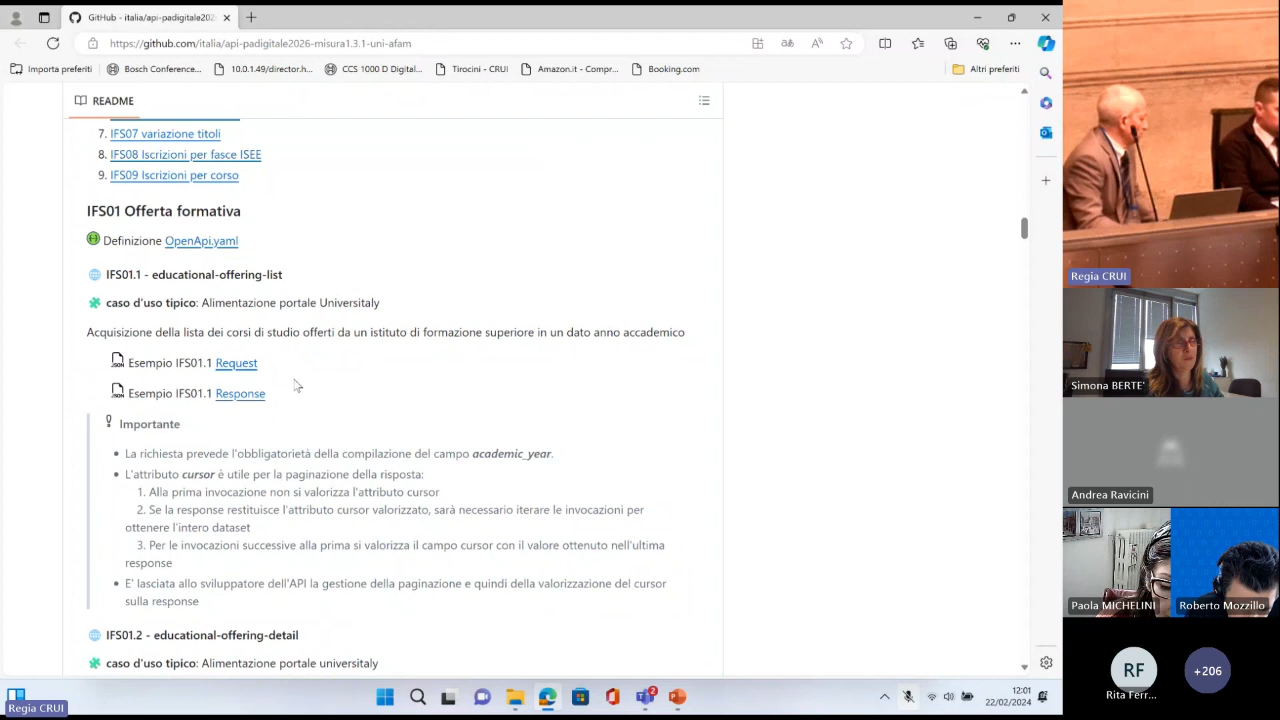 GitHub - italia/api-padigitale202
https://github.com/italia/api-padigitale2026-misura1.3.1-uni-afam
Importa preferiti
Bosch Conference...
10.0.1.49/director.h...
CCS 1000 D Digital...
Tirocini - CRUI
Amazon.it - Compr...
Booking.com
Altri preferiti
README
7. IFS07 variazione titoli
8. IFS08 Iscrizioni per fasce ISEE
9. IFS09 Iscrizioni per corso
IFS01 Offerta formativa
Definizione OpenApi.yaml
IFS01.1 - educational-offering-list
caso d'uso tipico: Alimentazione portale Universitaly
Acquisizione della lista dei corsi di studio offerti da un istituto di formazione superiore in un dato anno accademico
Esempio IFS01.1 Request
Esempio IFS01.1 Response
Importante
La richiesta prevede l'obbligatorietà della compilazione del campo academic_year.
L'attributo cursor è utile per la paginazione della risposta:
1. Alla prima invocazione non si valorizza l'attributo cursor
2. Se la response restituisce l'attributo cursor valorizzato, sarà necessario iterare le invocazioni per
ottenere l'intero dataset
3. Per le invocazioni successive alla prima si valorizza il campo cursor con il valore ottenuto nell'ultima
response
E' lasciata allo sviluppatore dell'API la gestione della paginazione e quindi della valorizzazione del cursor
sulla response
IFS01.2 - educational-offering-detail
caso d'uso tipico: Alimentazione portale universitaly
2
12:01
22/02/2024
Regia CRUI
Regia CRUI
Simona BERTE'
Andrea Ravicini
Paola MICHELINI
Roberto Mozzillo
RF
Rita Ferr...
+206